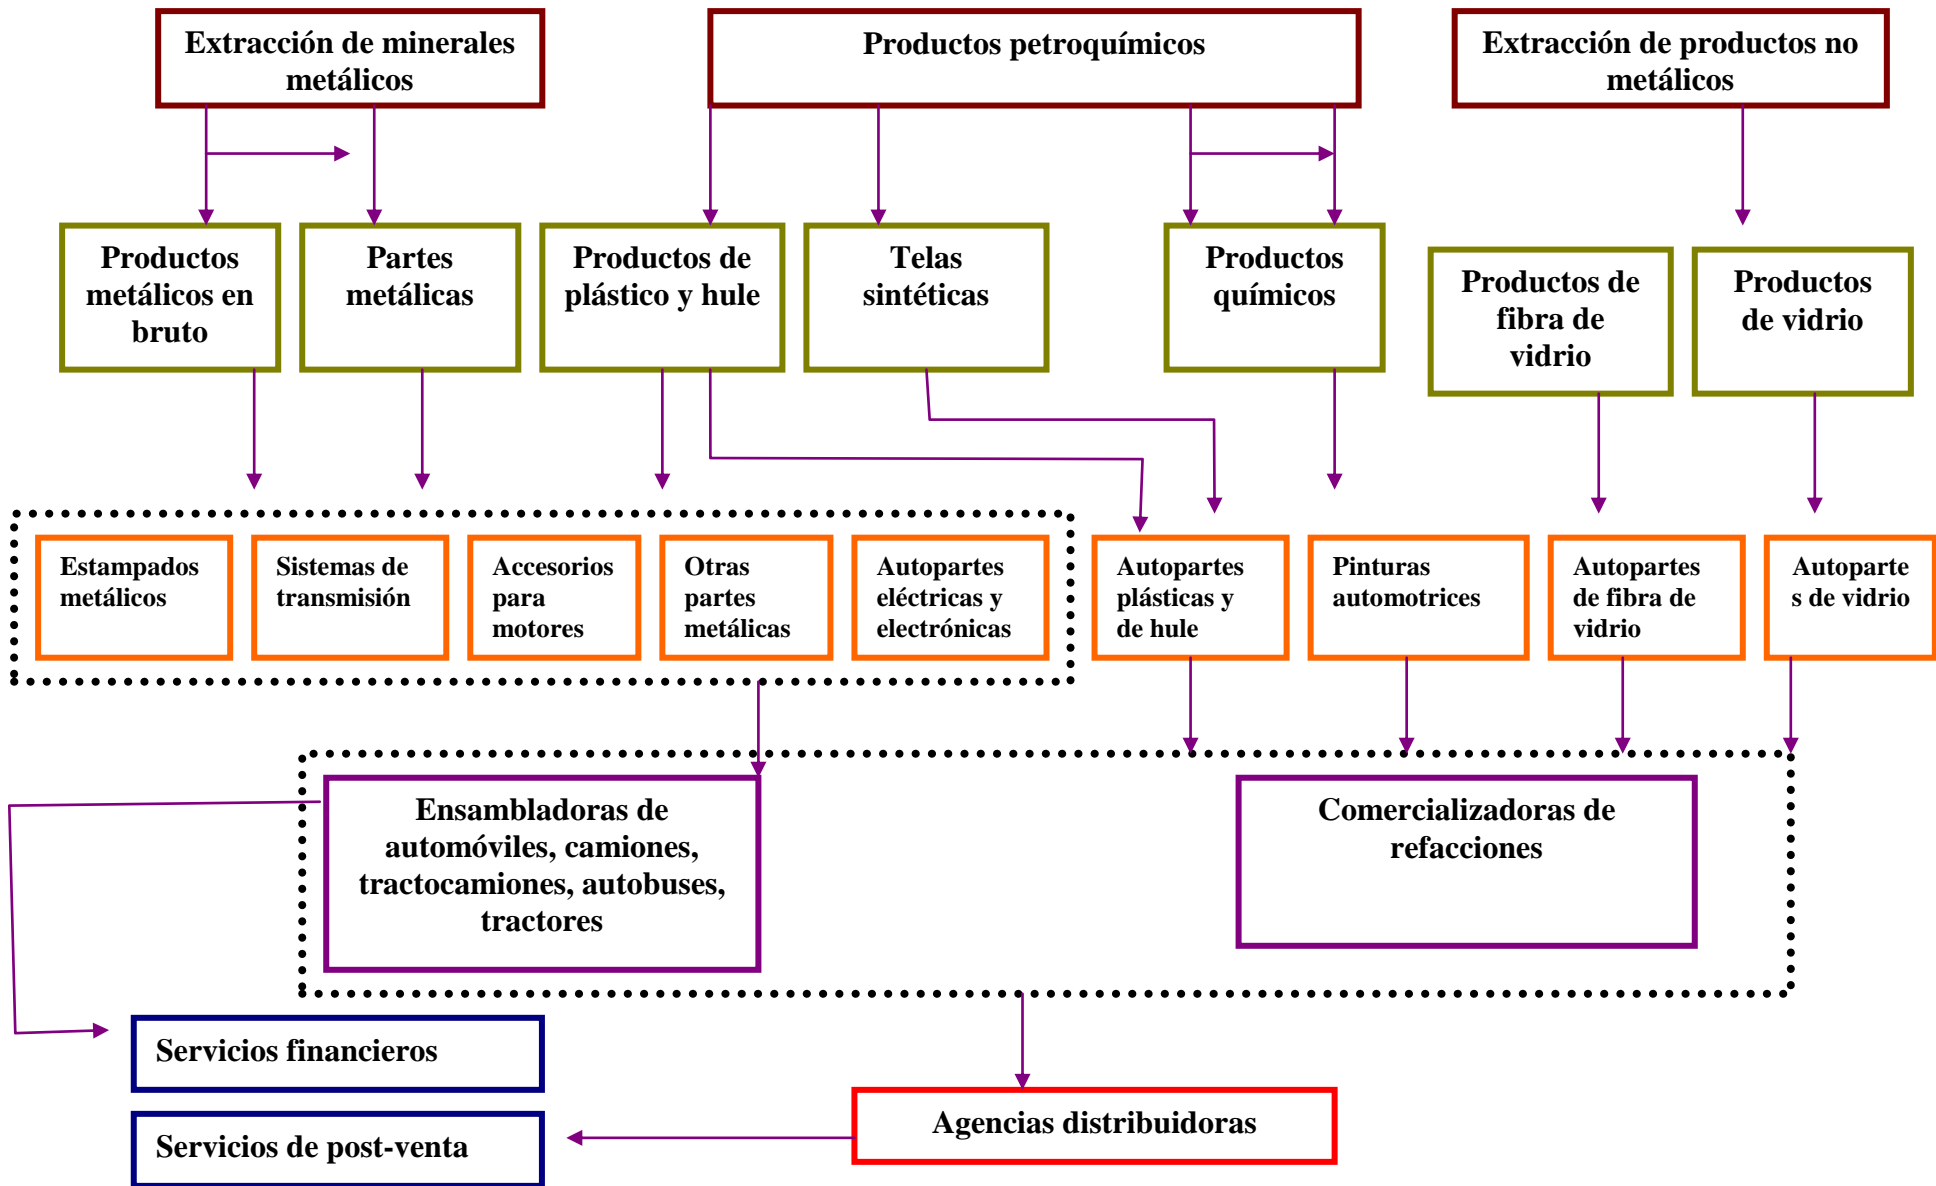 Extracción de minerales
metálicos
Productos petroquímicos
Extracción de productos no
metálicos
Productos
metálicos en
bruto
Partes
metálicas
Productos de
plástico y hule
Telas
sintéticas
Productos
químicos
Productos de
fibra de
vidrio
Productos
de vidrio
Estampados
metálicos
Sistemas de
transmisión
Accesorios
para
motores
Otras
partes
metálicas
Autopartes
eléctricas y
electrónicas
Autopartes
plásticas y
de hule
Pinturas
automotrices
Autopartes
de fibra de
vidrio
Autoparte
s de vidrio
Ensambladoras de
automóviles, camiones,
tractocamiones, autobuses,
tractores
Comercializadoras de
refacciones
Servicios financieros
Agencias distribuidoras
Servicios de post-venta